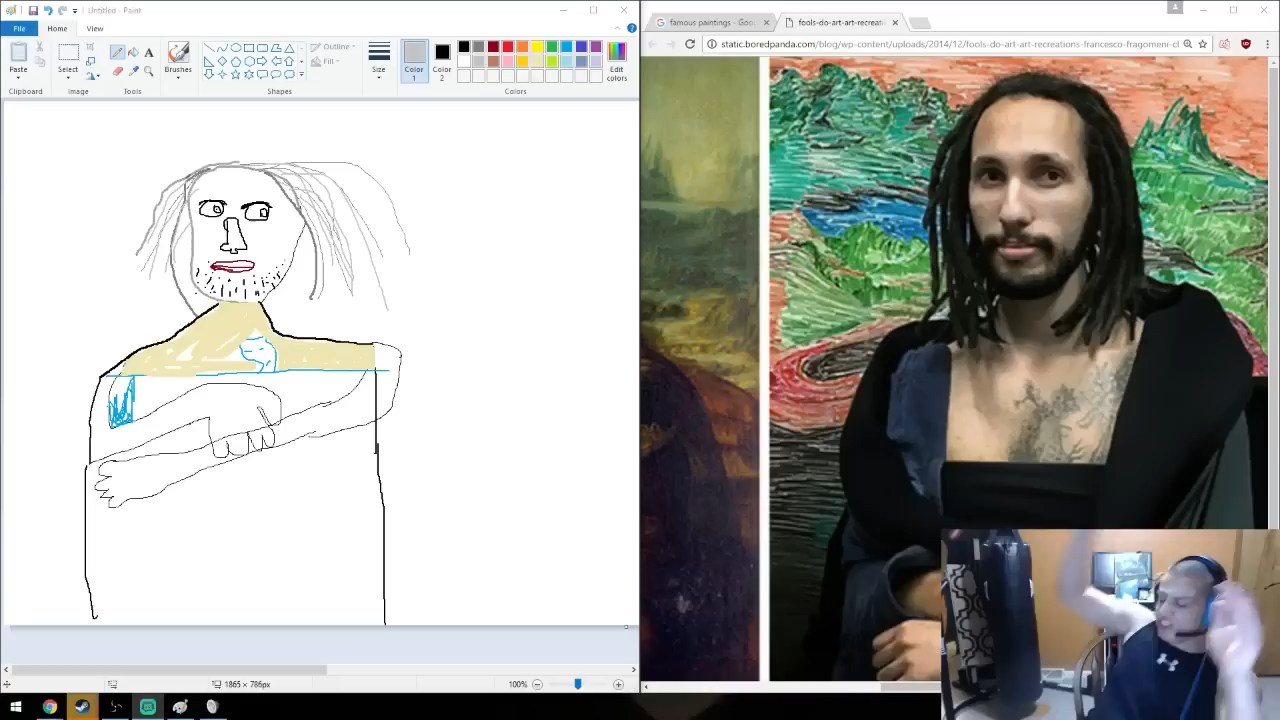 Untitled - Paint
File
Home
View
Paste
Select
Brushes
Outline
Fill
Size
Color
Color
2
Edit
colors
Clipboard
Image
Tools
Shapes
Colors
1865 × 786px
100%
famous paintings - Goo
fools-do-art-art-recreati
static.boredpanda.com/blog/wp-content/uploads/2014/12/fools-do-art-art-recreations-francesco-fragomeni-cl